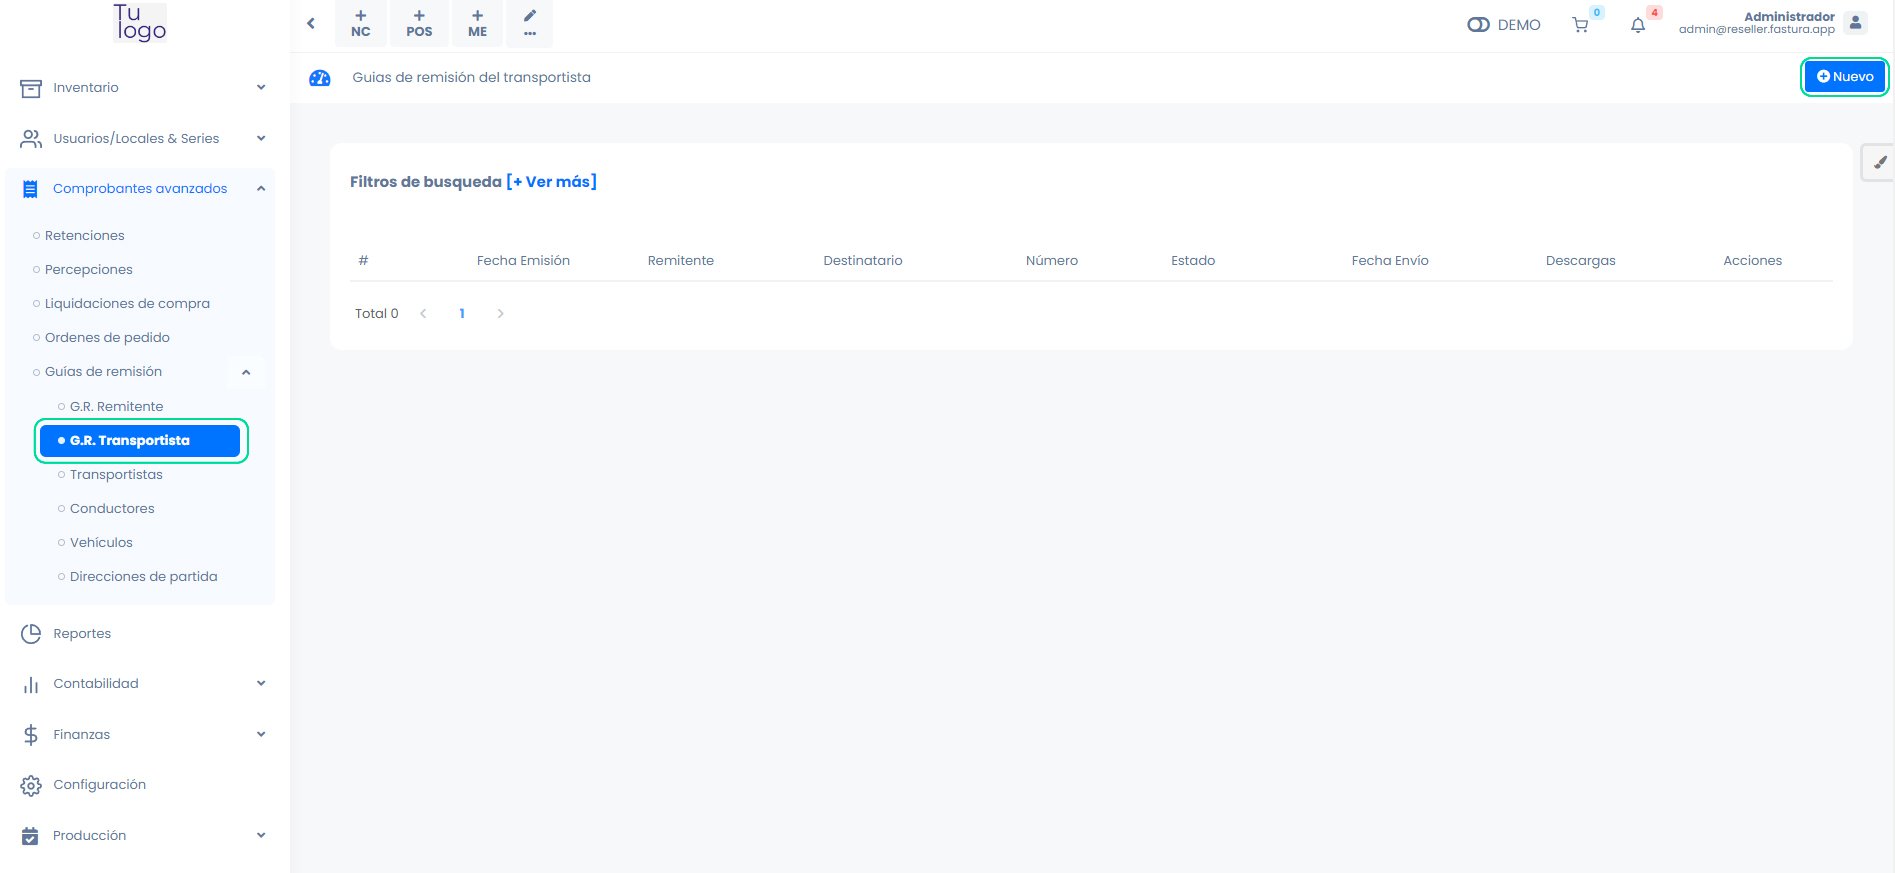 Tu
logo
Inventario
Usuarios/Locales & Series
Comprobantes avanzados
Retenciones
Percepciones
Liquidaciones de compra
Ordenes de pedido
Guías de remisión
G.R. Remitente
G.R. Transportista
Transportistas
Conductores
Vehículos
Direcciones de partida
Reportes
Contabilidad
Finanzas
Configuración
Producción
NC
POS
ME
...
DEMO
0
4
Administrador
admin@reseller.fastura.app
Guias de remisión del transportista
Nuevo
Filtros de busqueda [+ Ver más]
# Fecha Emisión Remitente Destinatario Número Estado Fecha Envío Descargas Acciones
Total 0 < 1 >